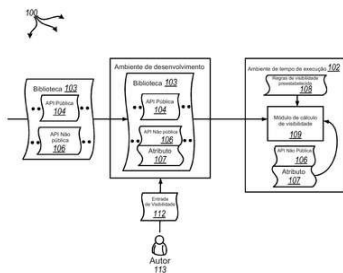 100
Biblioteca 103
API Pública
104
API Não
pública
106
Ambiente de desenvolvimento
Biblioteca 103
API Pública
104
API Não pública
106
Atributo
107
Entrada
de Visibilidade
112
Autor
113
Ambiente de tempo de execução 102
Regras de visibilidade
preestabelecida
108
Módulo de cálculo
de visibilidade
109
API Não Pública
106
Atributo
107